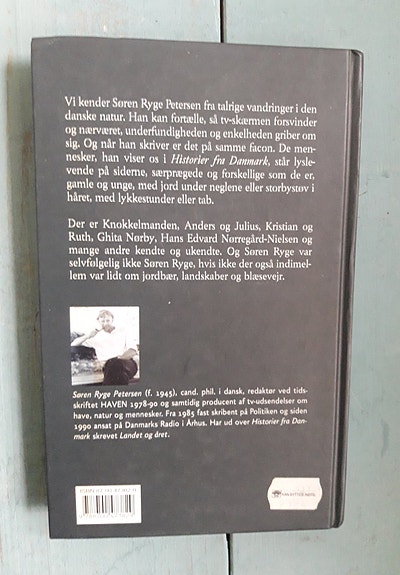 Vi kender Søren Ryge Petersen fra talrige vandringer i den
danske natur. Han kan fortælle, så tv-skærmen forsvinder
og nærværet, underfundigheden og enkelheden griber om
sig. Og når han skriver er det på samme facon. De men-
nesker, han viser os i Historier fra Danmark, står lysle-
vende på siderne, særprægede og forskellige som de er,
gamle og unge, med jord under neglene eller storbystøv i
håret, med lykkestunder eller tab.
Der er Knokkelmanden, Anders og Julius, Kristian og
Ruth, Ghita Nørby, Hans Edvard Nørregård-Nielsen og
mange andre kendte og ukendte. Og Søren Ryge var
selvfølgelig ikke Søren Ryge, hvis ikke der også indimel-
lem var lidt om jordbær, landskaber og blæsevejr.
Søren Ryge Petersen (f. 1945), cand. phil. i dansk, redaktør ved tids-
skriftet HAVEN 1978-90 og samtidig producent af tv-udsendelser om
have, natur og mennesker. Fra 1985 fast skribent på Politiken og siden
1990 ansat på Danmarks Radio i Århus. Har ud over Historier fra Dan-
mark skrevet Landet og året.